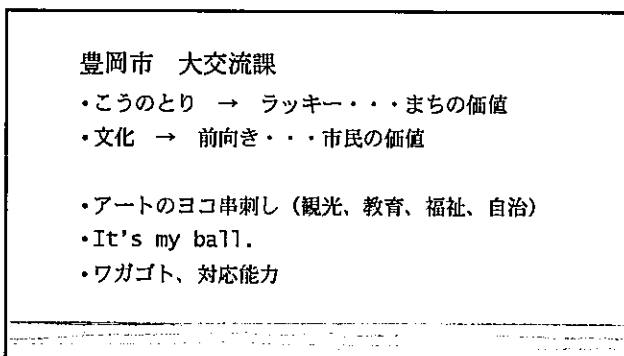 豊岡市　大交流課
・こうのとり　→　ラッキー・・・まちの価値
・文化　→　前向き・・・市民の価値
・アートのヨコ串刺し（観光、教育、福祉、自治）
・It's my ball.
・ワガゴト、対応能力